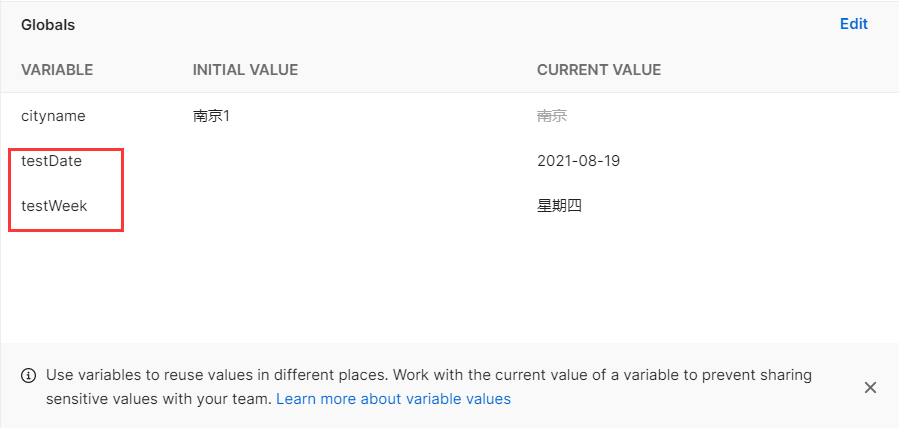 Globals Edit
VARIABLE INITIAL VALUE CURRENT VALUE
cityname 南京1 南京
testDate 2021-08-19
testWeek 星期四
Use variables to reuse values in different places. Work with the current value of a variable to prevent sharing
sensitive values with your team. Learn more about variable values